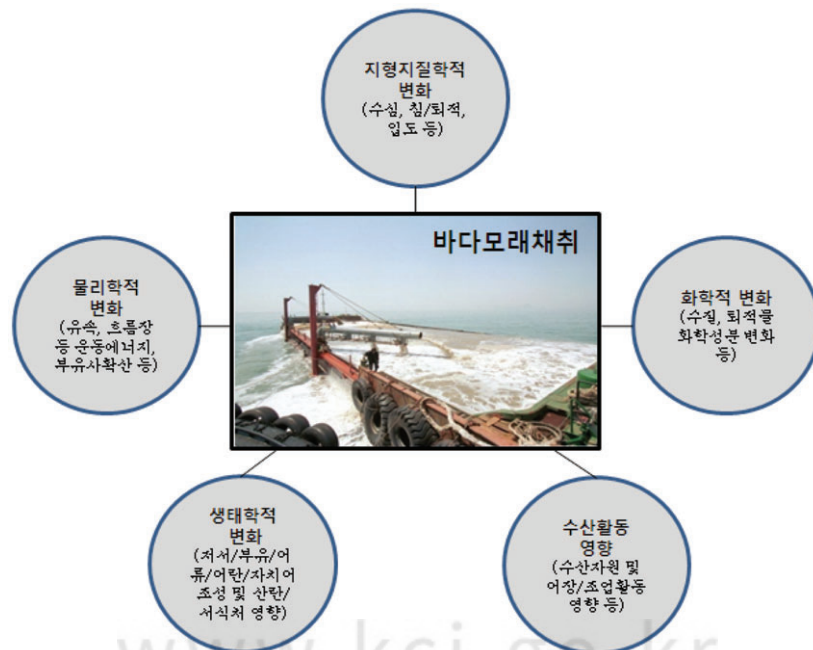 지형지질학적
변화
(수심, 침/퇴적,
입도 등)
바다모래채취
물리학적
변화
(유속, 흐름장
등 운동에너지,
부유사확산 등)
화학적 변화
(수질, 퇴적물
화학성분 변화
등)
생태학적
변화
(저서/부유/어
류/어란/자치어
조성 및 산란/
서식처 영향)
수산활동
영향
(수산자원 및
어장/조업활동
영향 등)
www.kci.go.kr